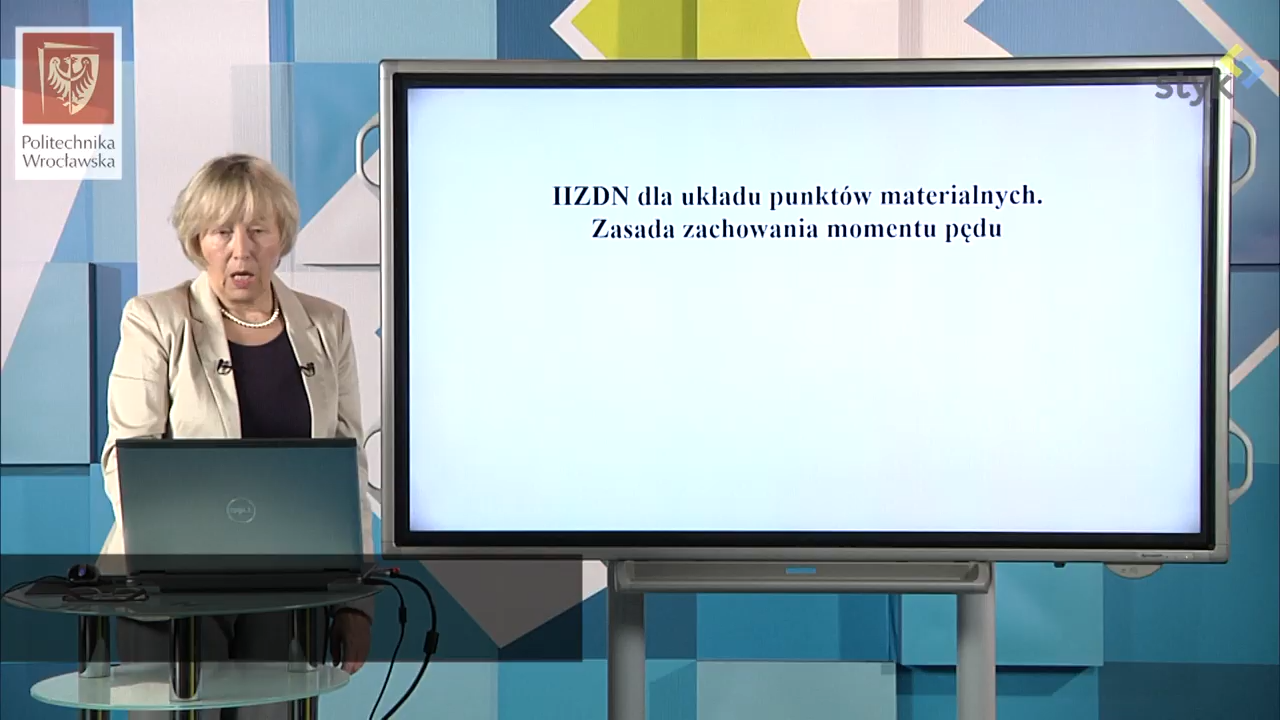 Politechnika
Wrocławska
styk
IIZDN dla układu punktów materialnych.
Zasada zachowania momentu pędu